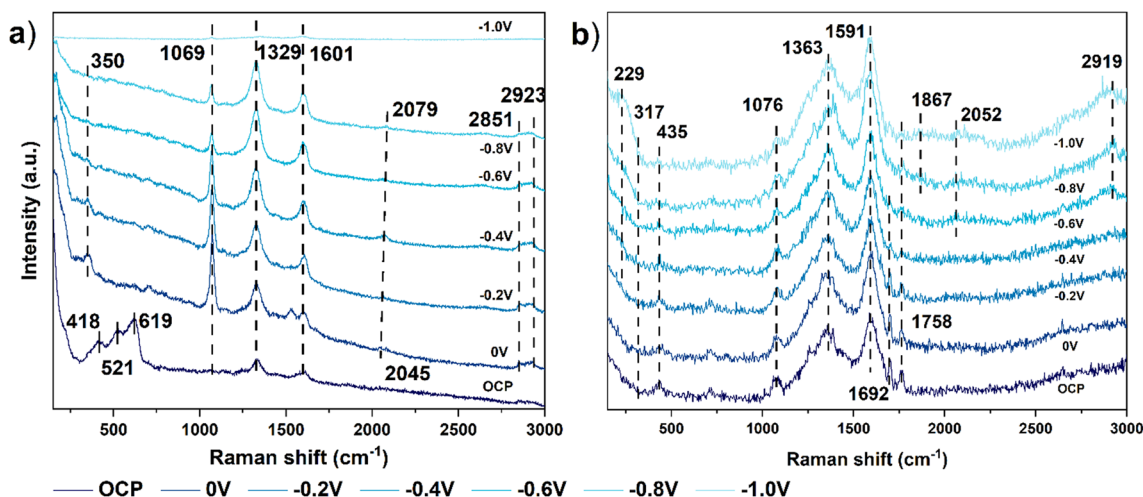 a)
-1.0V
350
1069
1329
1601
2079
2851
2923
-0.8V
-0.6V
-0.4V
-0.2V
418
619
521
0V
2045
OCP
Intensity (a.u.)
500 1000 1500 2000 2500 3000
Raman shift (cm-1)
b)
229
317
435
1076
1363
1591
1867
2052
2919
-1.0V
-0.8V
-0.6V
-0.4V
-0.2V
1758
0V
1692
OCP
500 1000 1500 2000 2500 3000
Raman shift (cm-1)
OCP 0V -0.2V -0.4V -0.6V -0.8V -1.0V